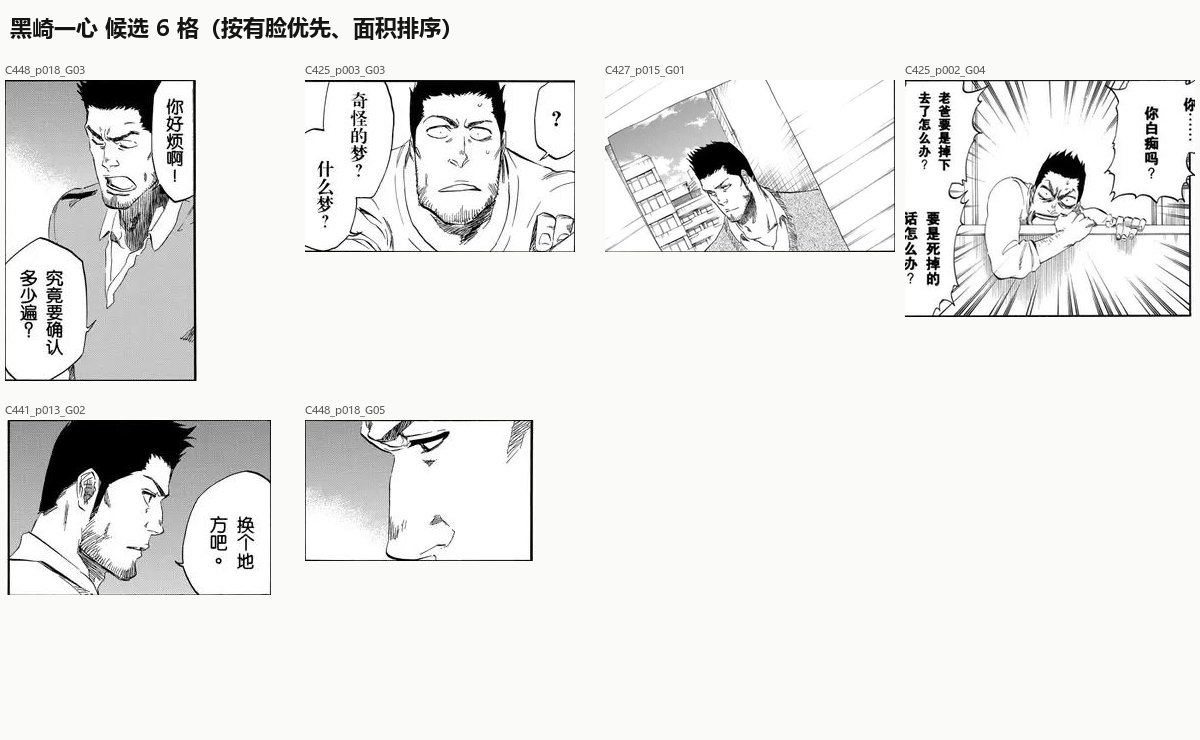 黑崎一心 候选 6 格（按有脸优先、面积排序）
C448_p018_G03
你好烦啊！
究竟要确认
多少遍？
C425_p003_G03
奇怪的梦？
什么梦？
？
C427_p015_G01
C425_p002_G04
你……
你白痴吗？
老爸要是掉下
去了怎么办？
要是死掉的
话怎么办？
C441_p013_G02
换个地
方吧。
C448_p018_G05